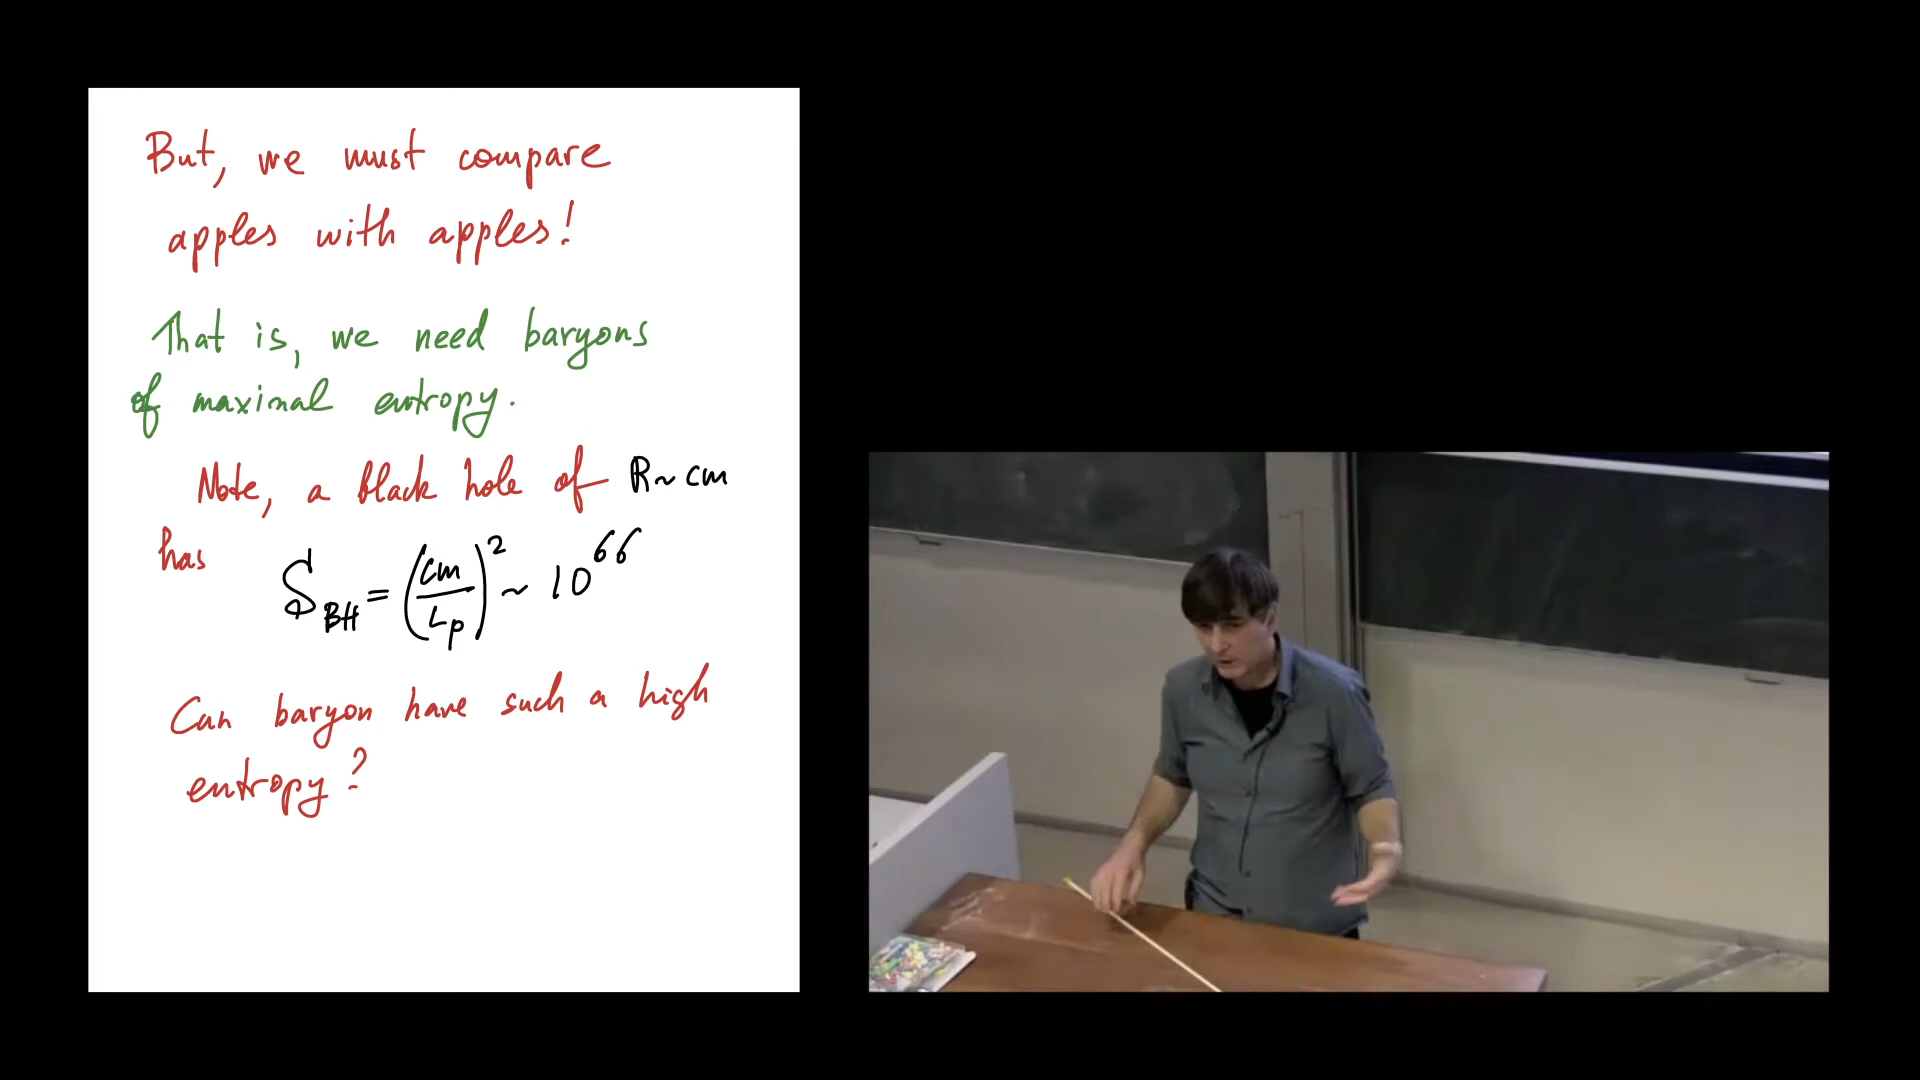 But, we must compare
apples with apples!
That is, we need baryons
of maximal entropy.
Note, a black hole of R~cm
has S_BH = (cm/L_p)^2 ~ 10^66
Can baryon have such a high
entropy?